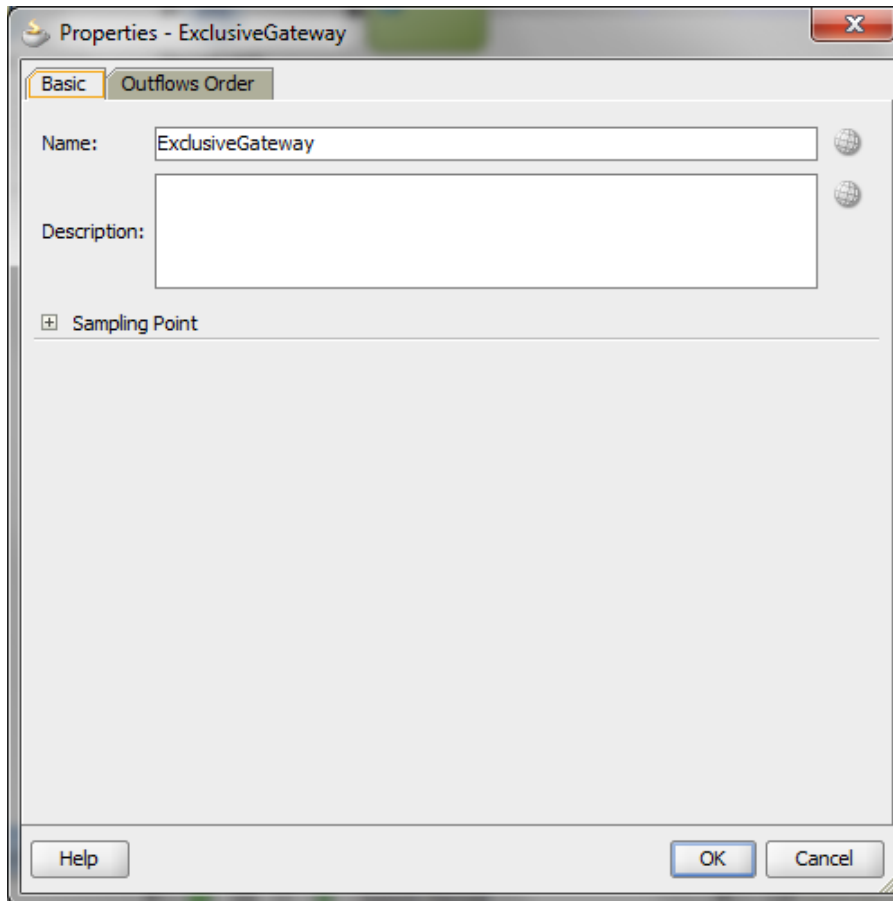 Properties - ExclusiveGateway
Basic Outflows Order
Name: ExclusiveGateway
Description:
Sampling Point
Help OK Cancel